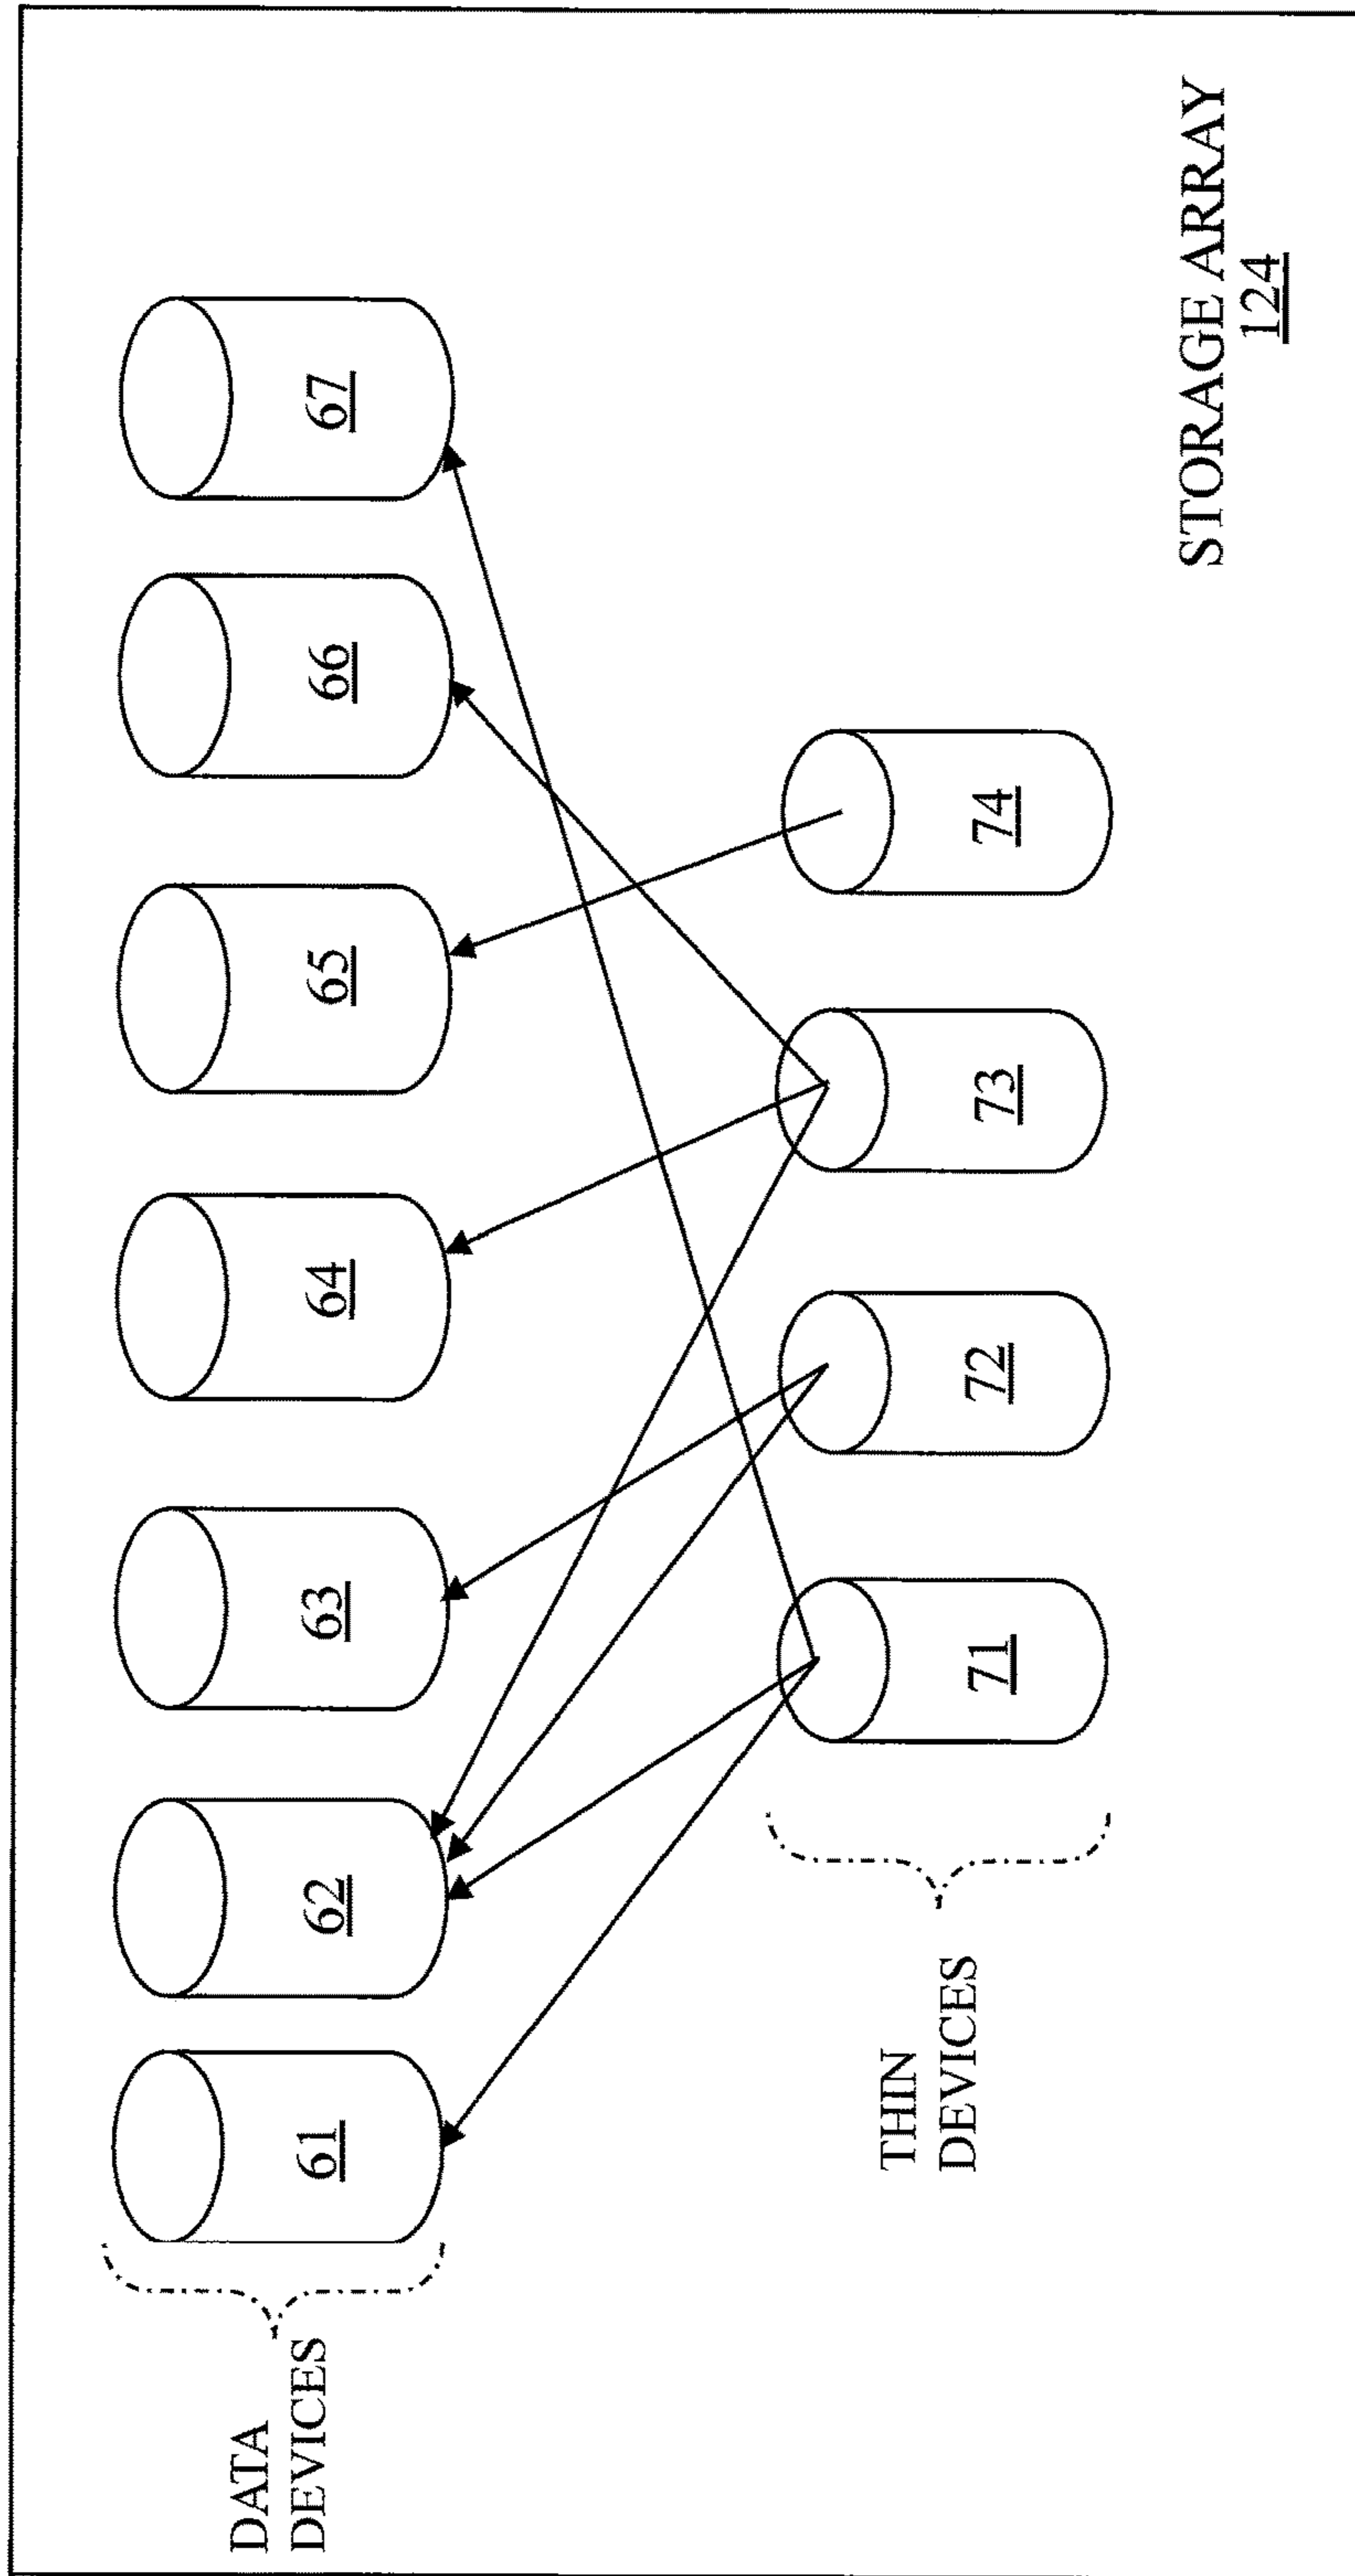 DATA
DEVICES
61
62
63
64
65
66
67
THIN
DEVICES
71
72
73
74
STORAGE ARRAY
124